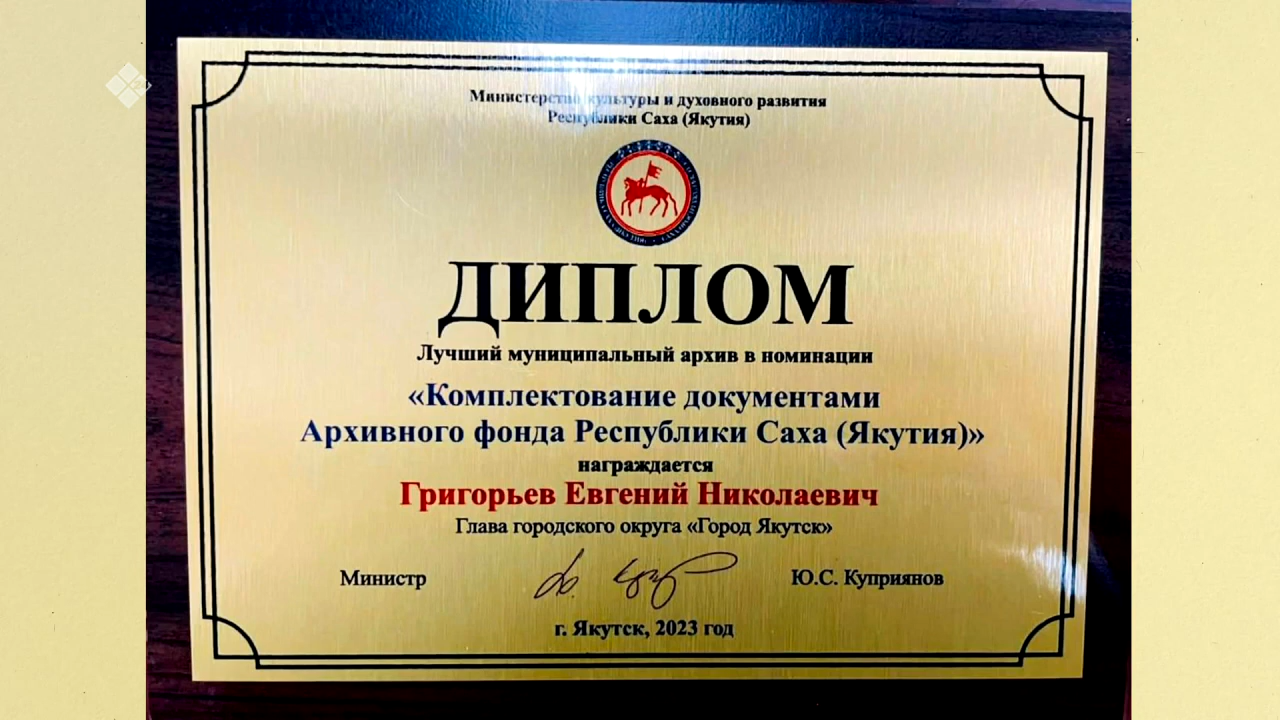 Министерство культуры и духовного развития
Республики Саха (Якутия)
ДИПЛОМ
Лучший муниципальный архив в номинации
«Комплектование документами
Архивного фонда Республики Саха (Якутия)»
награждается
Григорьев Евгений Николаевич
Глава городского округа «Город Якутск»
Министр
Ю.С. Куприянов
г. Якутск, 2023 год